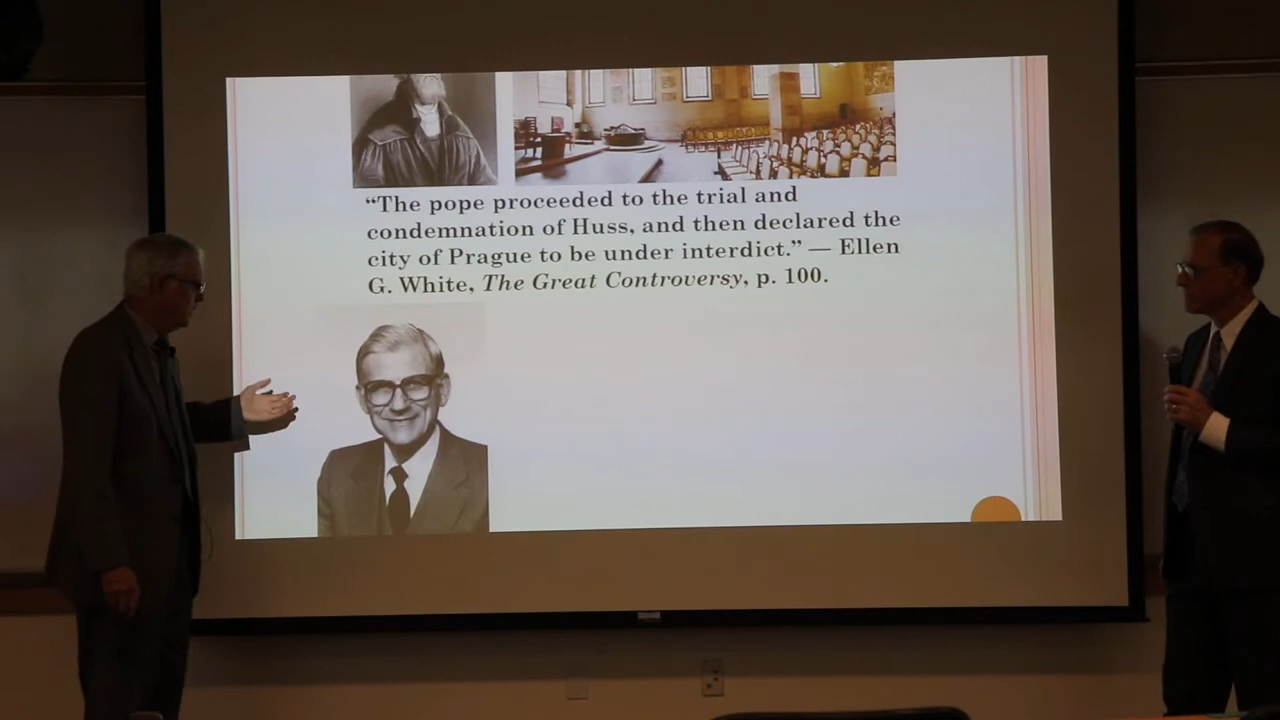 “The pope proceeded to the trial and
condemnation of Huss, and then declared the
city of Prague to be under interdict.” — Ellen
G. White, The Great Controversy, p. 100.